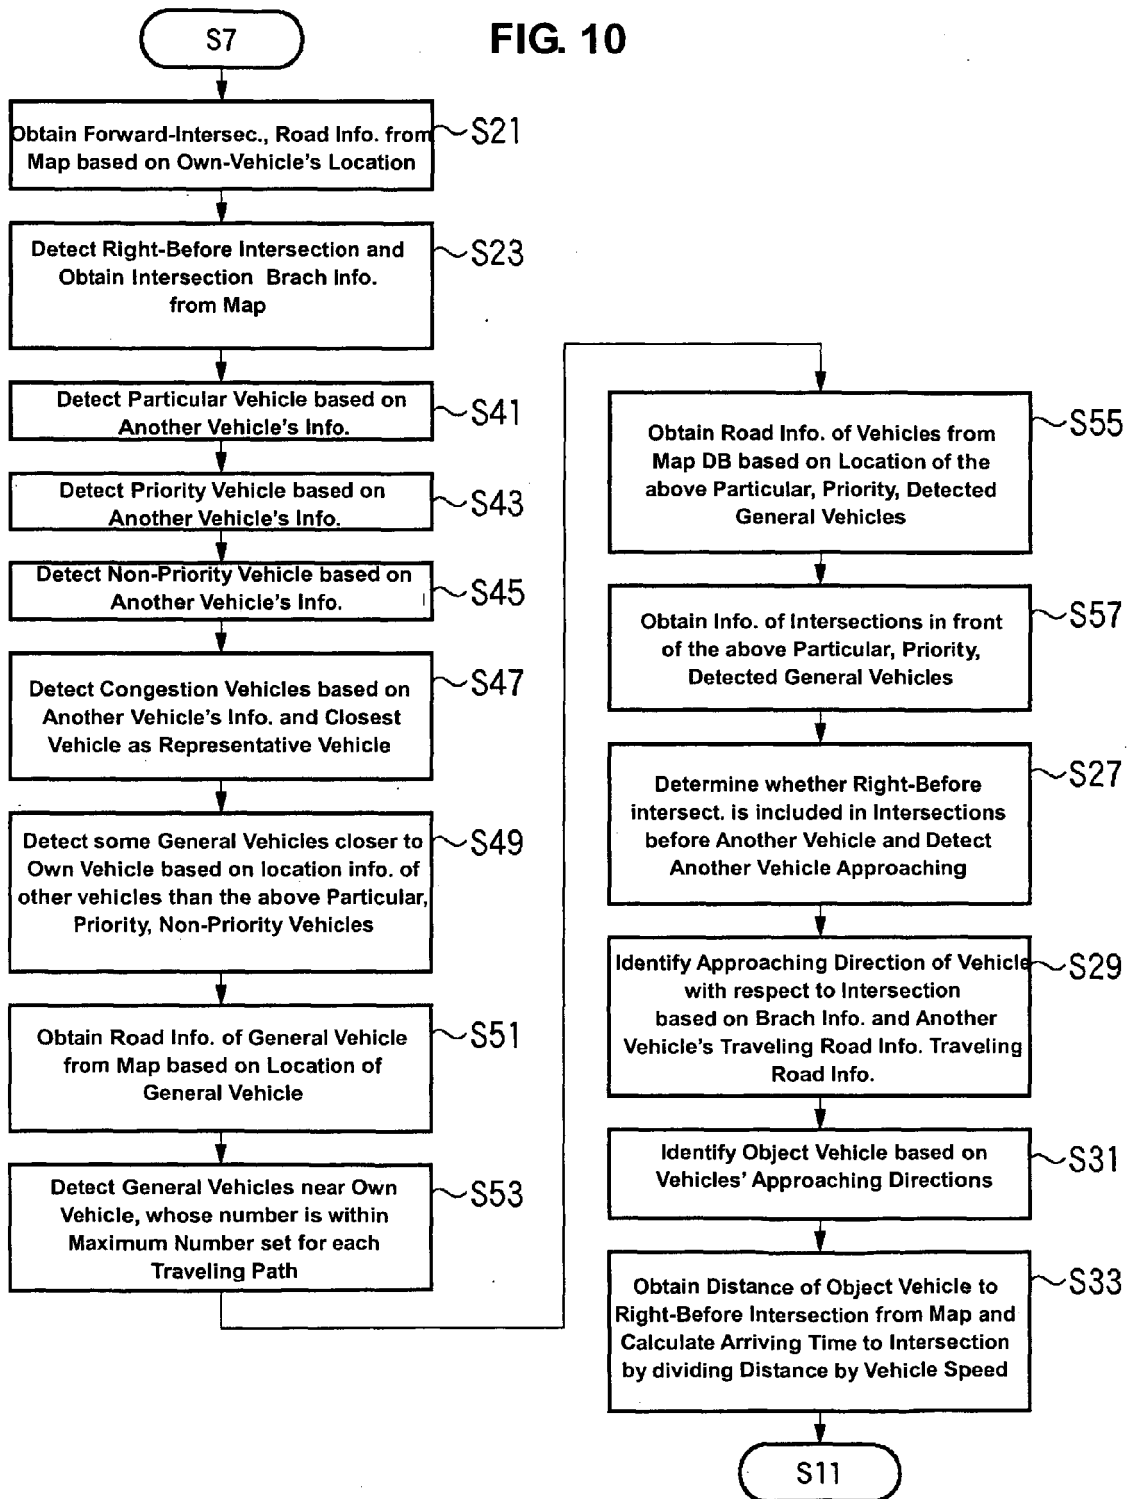 FIG. 10
S7
Obtain Forward-Intersec., Road Info. from
Map based on Own-Vehicle's Location
S21
Detect Right-Before Intersection and
Obtain Intersection Brach Info.
from Map
S23
Detect Particular Vehicle based on
Another Vehicle's Info.
S41
Detect Priority Vehicle based on
Another Vehicle's Info.
S43
Detect Non-Priority Vehicle based on
Another Vehicle's Info.
S45
Detect Congestion Vehicles based on
Another Vehicle's Info. and Closest
Vehicle as Representative Vehicle
S47
Detect some General Vehicles closer to
Own Vehicle based on location info. of
other vehicles than the above Particular,
Priority, Non-Priority Vehicles
S49
Obtain Road Info. of General Vehicle
from Map based on Location of
General Vehicle
S51
Detect General Vehicles near Own
Vehicle, whose number is within
Maximum Number set for each
Traveling Path
S53
Obtain Road Info. of Vehicles from
Map DB based on Location of the
above Particular, Priority, Detected
General Vehicles
S55
Obtain Info. of Intersections in front
of the above Particular, Priority,
Detected General Vehicles
S57
Determine whether Right-Before
intersect. is included in Intersections
before Another Vehicle and Detect
Another Vehicle Approaching
S27
Identify Approaching Direction of Vehicle
with respect to Intersection
based on Brach Info. and Another
Vehicle's Traveling Road Info. Traveling
Road Info.
S29
Identify Object Vehicle based on
Vehicles' Approaching Directions
S31
Obtain Distance of Object Vehicle to
Right-Before Intersection from Map and
Calculate Arriving Time to Intersection
by dividing Distance by Vehicle Speed
S33
S11